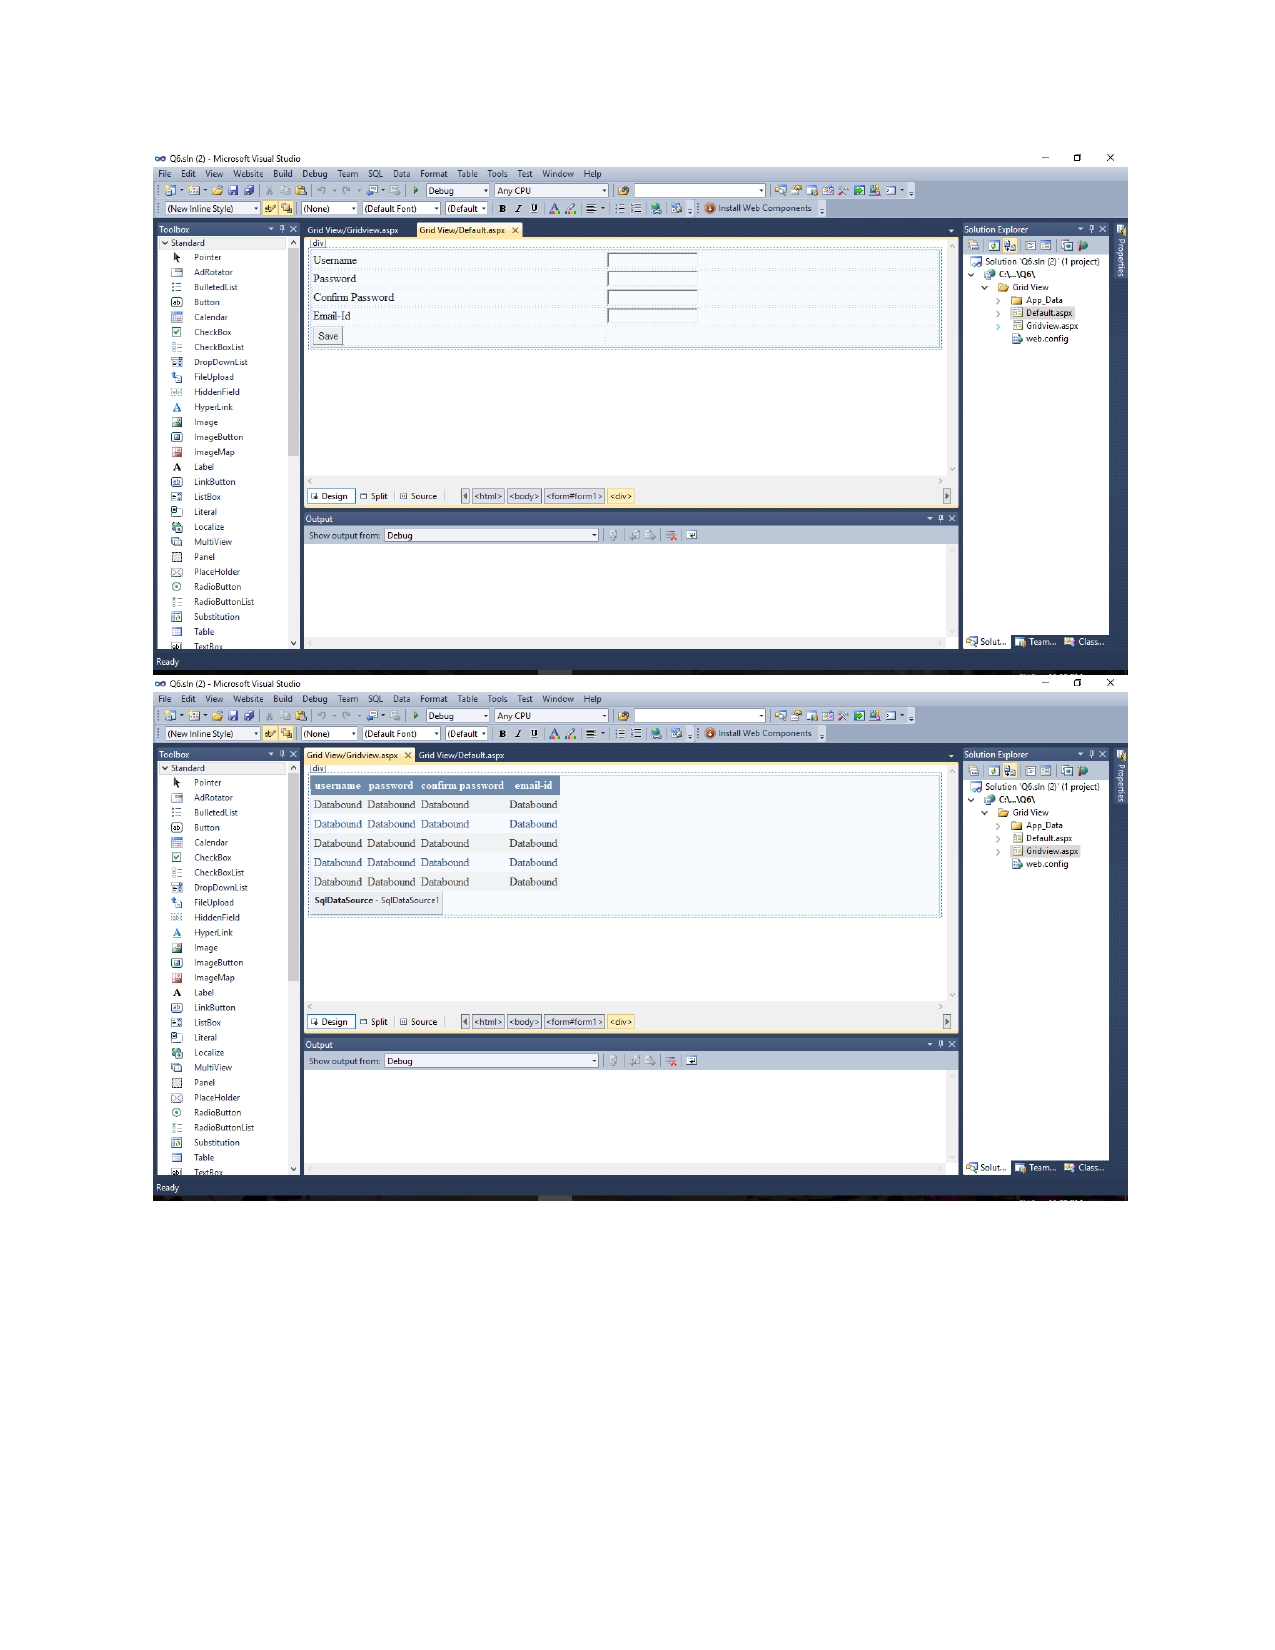 Q6.sln (2) - Microsoft Visual Studio
File Edit View Website Build Debug Team SQL Data Format Table Tools Test Window Help
Debug Any CPU
(New Inline Style) (None) (Default Font) (Default B I U A Install Web Components
Toolbox
Standard
Pointer
AdRotator
BulletedList
Button
Calendar
CheckBox
CheckBoxList
DropDownList
FileUpload
HiddenField
HyperLink
Image
ImageButton
ImageMap
Label
LinkButton
ListBox
Literal
Localize
MultiView
Panel
PlaceHolder
RadioButton
RadioButtonList
Substitution
Table
TextBox
Grid View/Gridview.aspx Grid View/Default.aspx
div
Username
Password
Confirm Password
Email-Id
Save
Design Split Source <html> <body> <form#form1> <div>
Output
Show output from: Debug
Solution Explorer
Solution 'Q6.sln (2)' (1 project)
C:\...\Q6\
Grid View
App_Data
Default.aspx
Gridview.aspx
web.config
Solut... Team... Class...
Properties
Ready
Q6.sln (2) - Microsoft Visual Studio
File Edit View Website Build Debug Team SQL Data Format Table Tools Test Window Help
Debug Any CPU
(New Inline Style) (None) (Default Font) (Default B I U A Install Web Components
Toolbox
Standard
Pointer
AdRotator
BulletedList
Button
Calendar
CheckBox
CheckBoxList
DropDownList
FileUpload
HiddenField
HyperLink
Image
ImageButton
ImageMap
Label
LinkButton
ListBox
Literal
Localize
MultiView
Panel
PlaceHolder
RadioButton
RadioButtonList
Substitution
Table
TextBox
Grid View/Gridview.aspx Grid View/Default.aspx
div
username password confirm password email-id
Databound Databound Databound Databound
Databound Databound Databound Databound
Databound Databound Databound Databound
Databound Databound Databound Databound
Databound Databound Databound Databound
SqlDataSource - SqlDataSource1
Design Split Source <html> <body> <form#form1> <div>
Output
Show output from: Debug
Solution Explorer
Solution 'Q6.sln (2)' (1 project)
C:\...\Q6\
Grid View
App_Data
Default.aspx
Gridview.aspx
web.config
Solut... Team... Class...
Properties
Ready